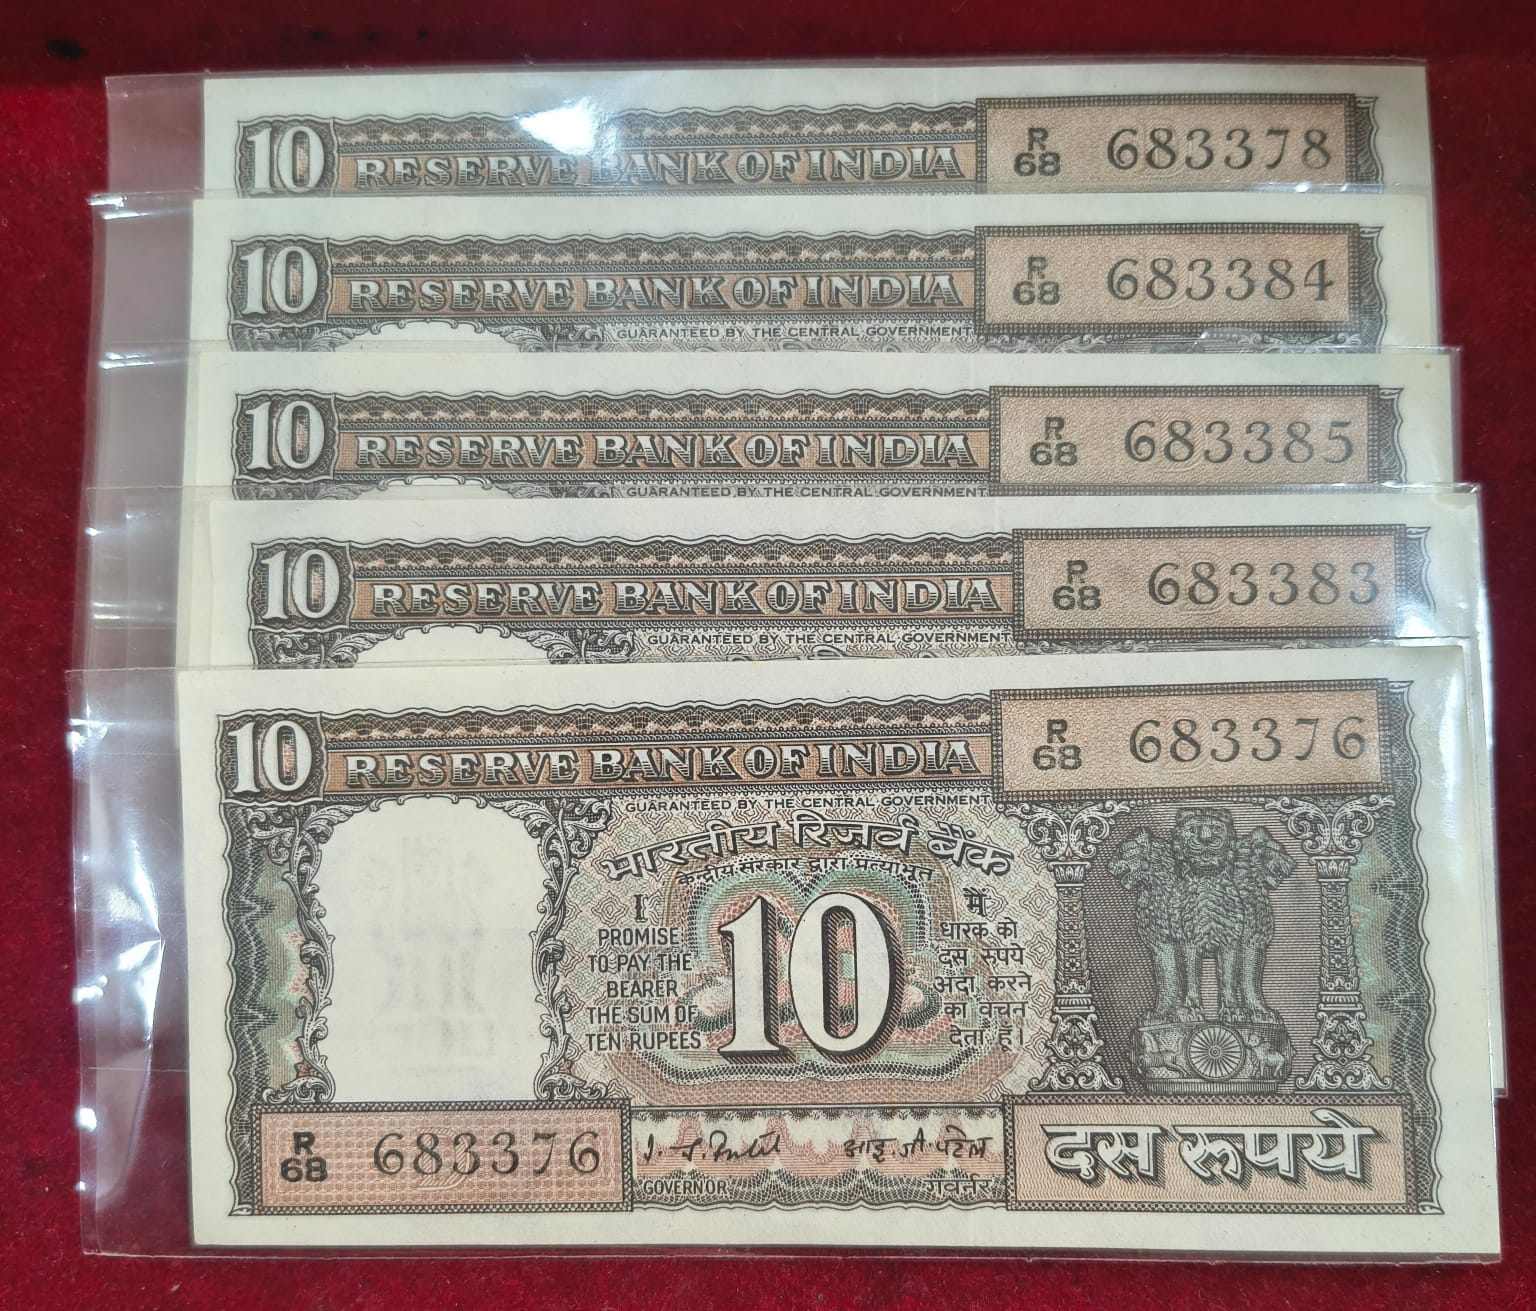 10 RESERVE BANK OF INDIA R/68 683378
10 RESERVE BANK OF INDIA R/68 683384
GUARANTEED BY THE CENTRAL GOVERNMENT
10 RESERVE BANK OF INDIA R/68 683385
GUARANTEED BY THE CENTRAL GOVERNMENT
10 RESERVE BANK OF INDIA R/68 683383
GUARANTEED BY THE CENTRAL GOVERNMENT
10 RESERVE BANK OF INDIA R/68 683376
GUARANTEED BY THE CENTRAL GOVERNMENT
भारतीय रिजर्व बैंक
केन्द्रीय सरकार द्वारा प्रत्याभूत
I
PROMISE
TO PAY THE
BEARER
THE SUM OF
TEN RUPEES
10
मैं
धारक को
दस रुपये
अदा करने
का वचन
देता हूँ।
R/68 683376
आइ. जी. पटेल
GOVERNOR गवर्नर
दस रूपये